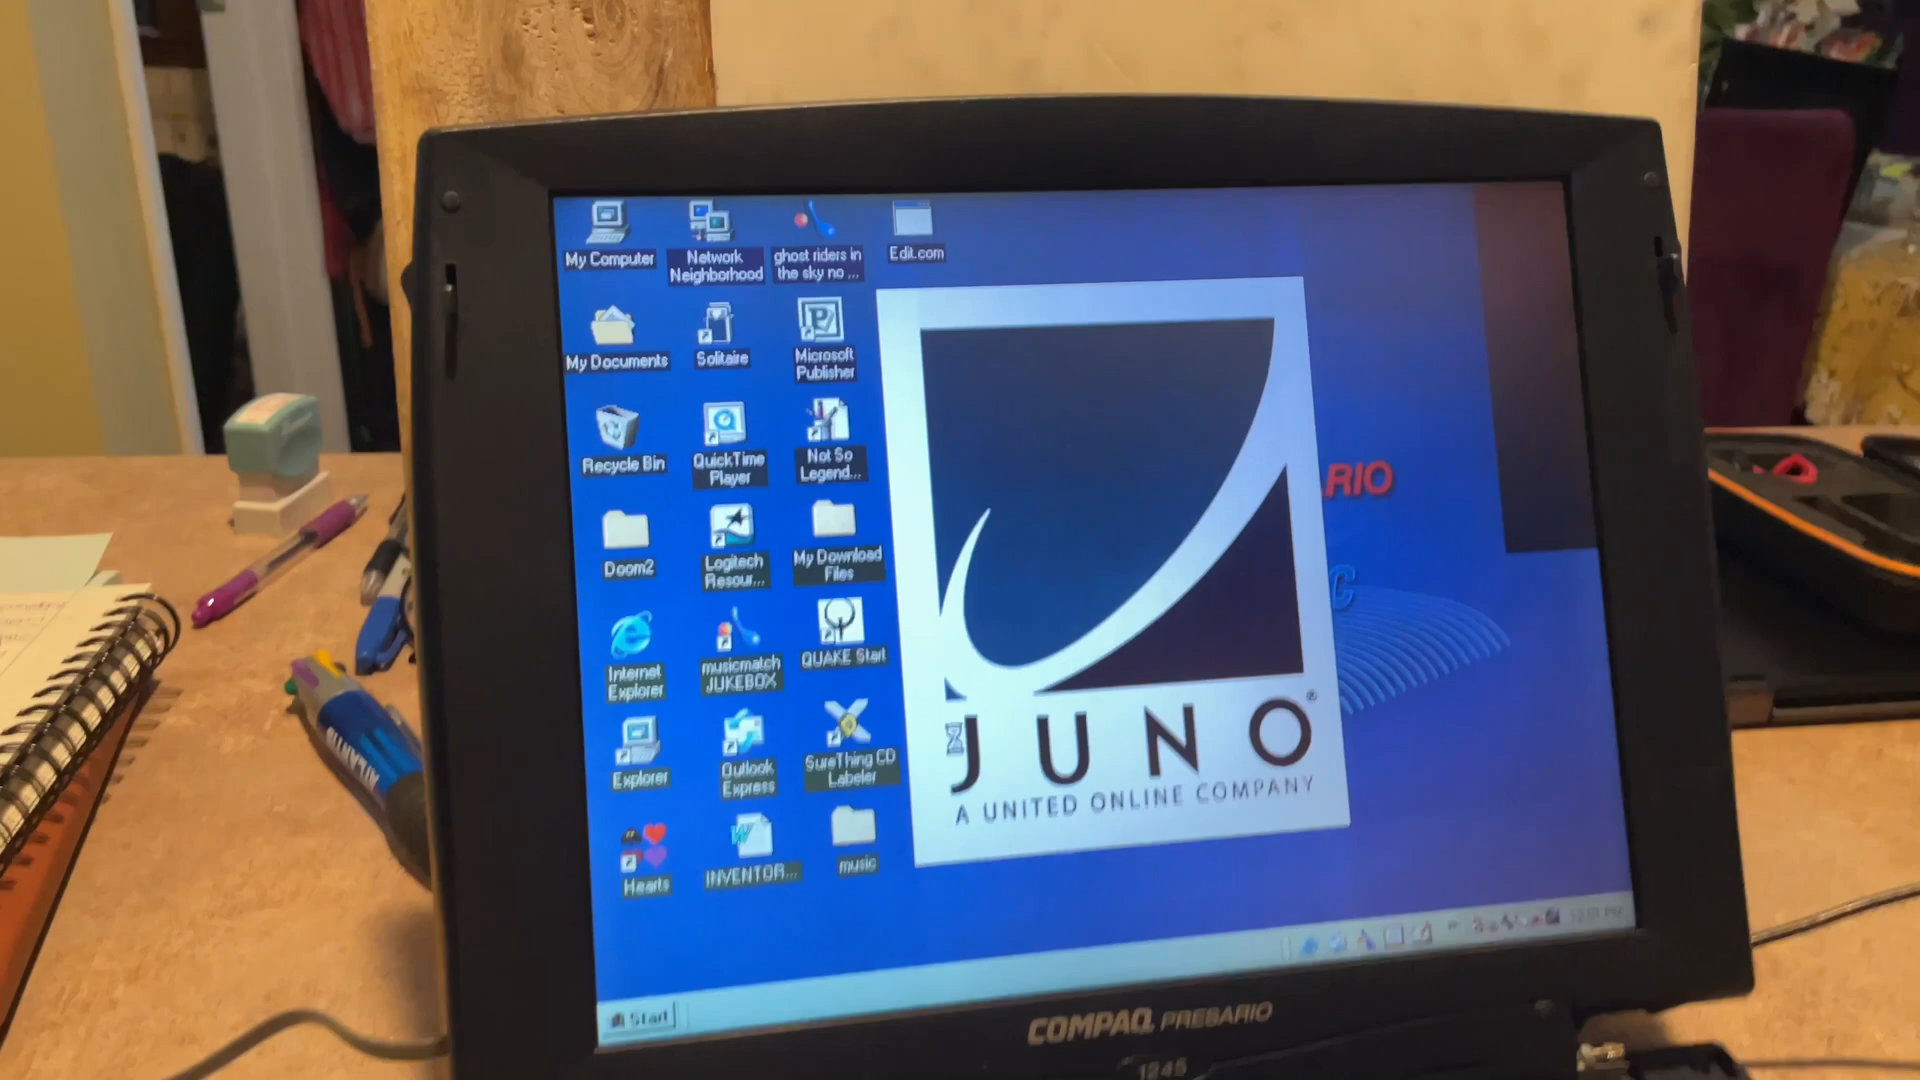 My Computer
Network
Neighborhood
ghost riders in
the sky no ...
Edit.com
My Documents
Solitaire
Microsoft
Publisher
Recycle Bin
QuickTime
Player
Not So
Legend...
RIO
Doom2
Logitech
Resour...
My Download
Files
C
Internet
Explorer
musicmatch
JUKEBOX
QUAKE Start
Explorer
Outlook
Express
SureThing CD
Labeler
JUNO®
A UNITED ONLINE COMPANY
Hearts
INVENTOR...
music
Start
COMPAQ PRESARIO
1245
PILOT